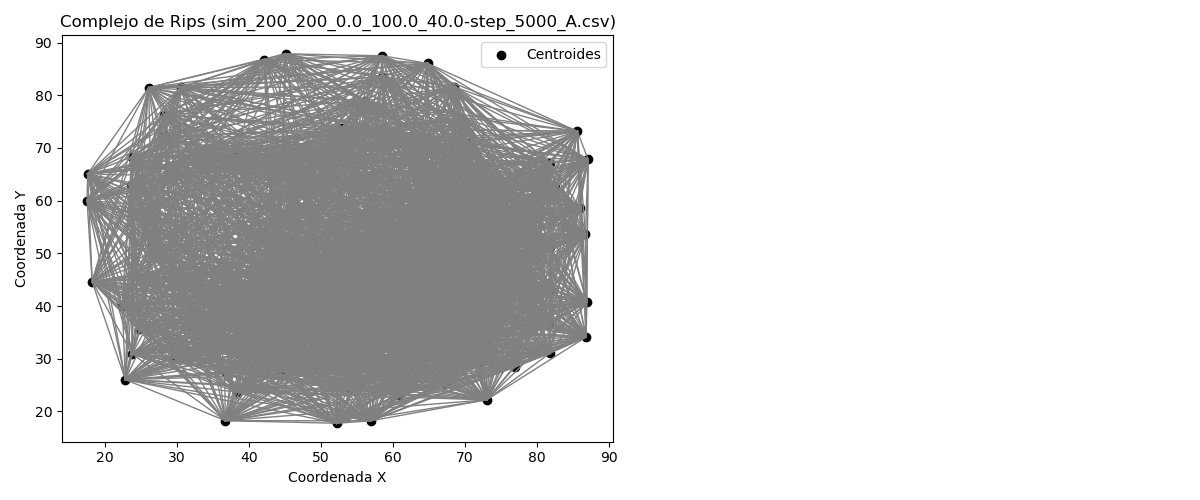 Complejo de Rips (sim_200_200_0.0_100.0_40.0-step_5000_A.csv)
Centroides
Coordenada Y
90
80
70
60
50
40
30
20
20 30 40 50 60 70 80 90
Coordenada X